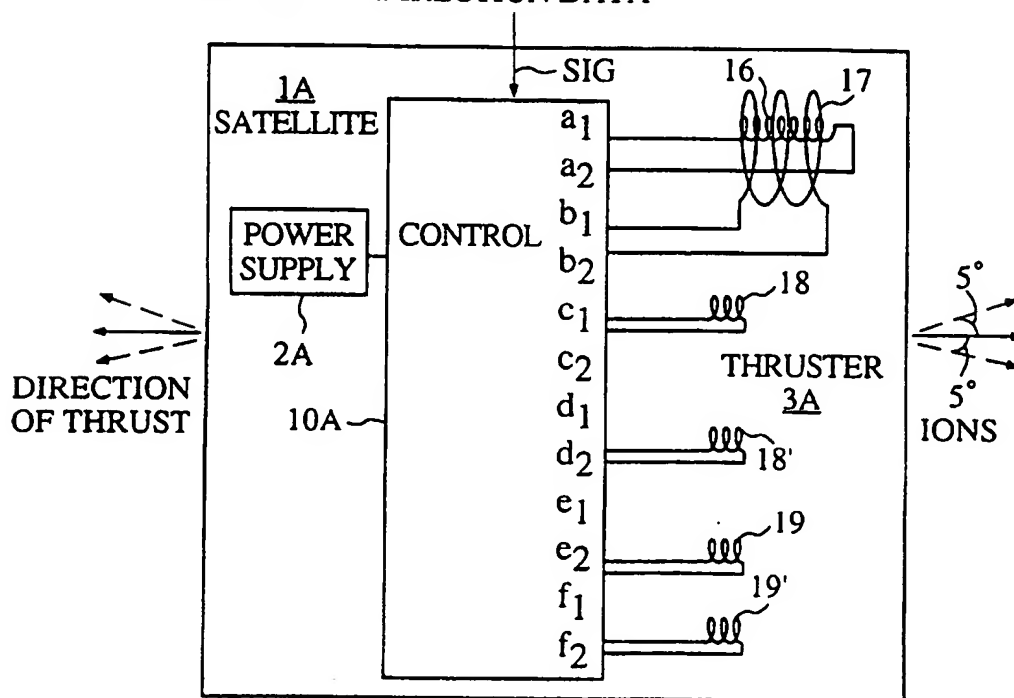 SIG
1A
SATELLITE
16
17
a1
a2
b1
b2
c1
c2
d1
d2
e1
e2
f1
f2
POWER
SUPPLY
2A
CONTROL
10A
18
18'
19
19'
THRUSTER
3A
DIRECTION
OF THRUST
5°
5°
IONS